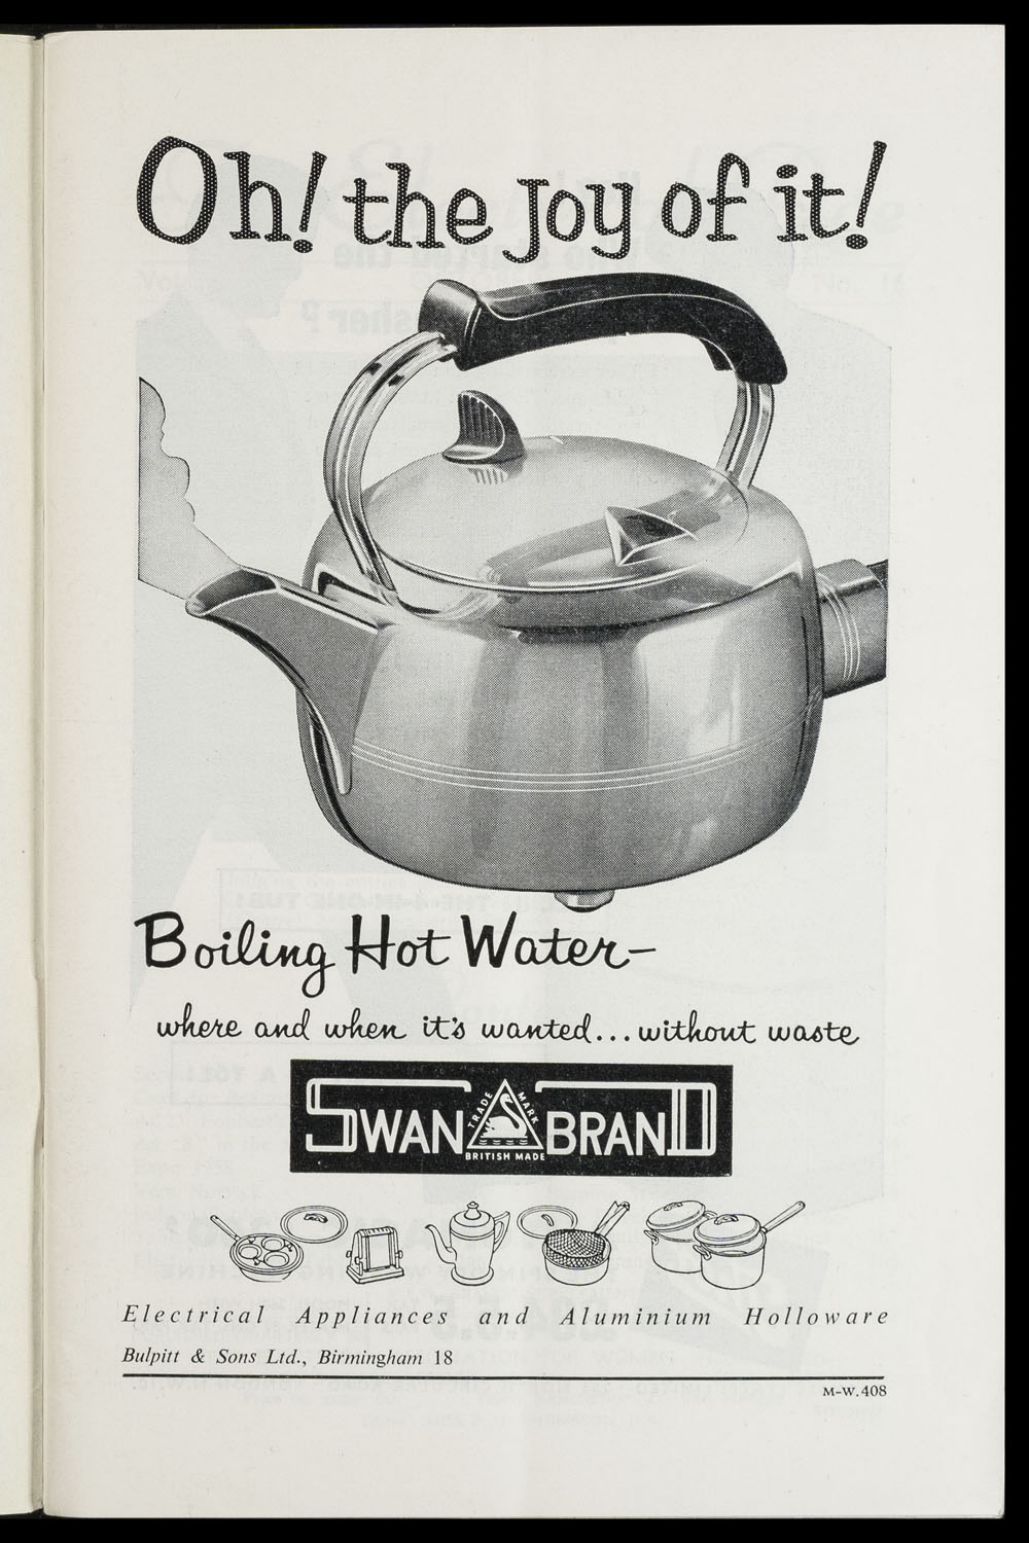 Oh! the Joy of it!
Boiling Hot Water–
where and when it's wanted...without waste
SWAN BRAND
TRADE MARK
BRITISH MADE
Electrical Appliances and Aluminium Holloware
Bulpitt & Sons Ltd., Birmingham 18
M-W.408